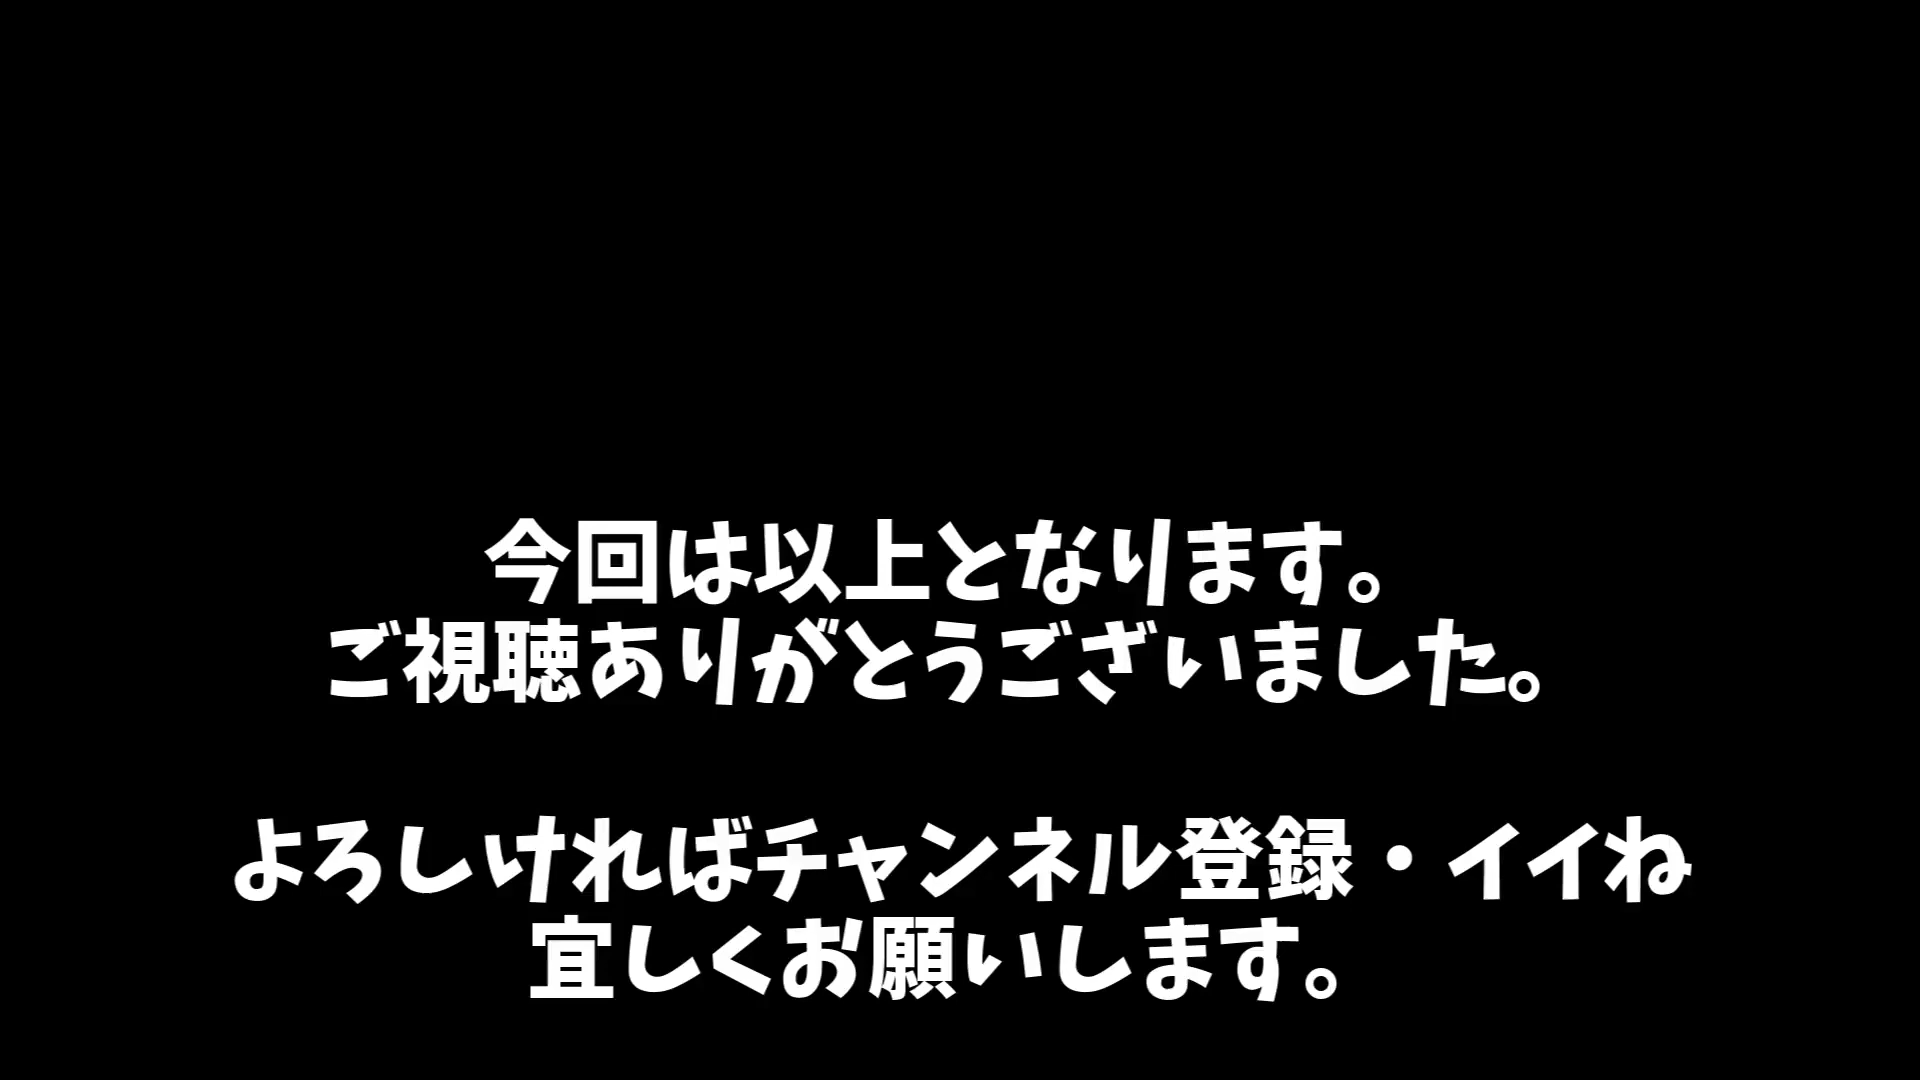 今回は以上となります。
ご視聴ありがとうございました。
よろしければチャンネル登録・イイね
宜しくお願いします。